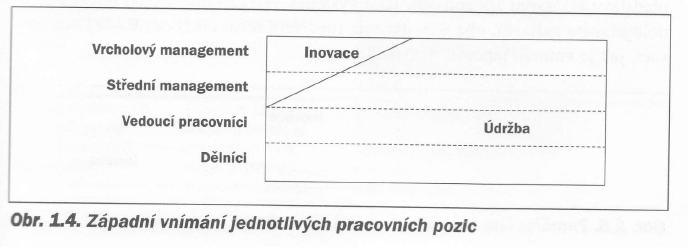 Vrcholový management
Inovace
Střední management
Vedoucí pracovníci
Údržba
Dělníci
Obr. 1.4. Západní vnímání jednotlivých pracovních pozic